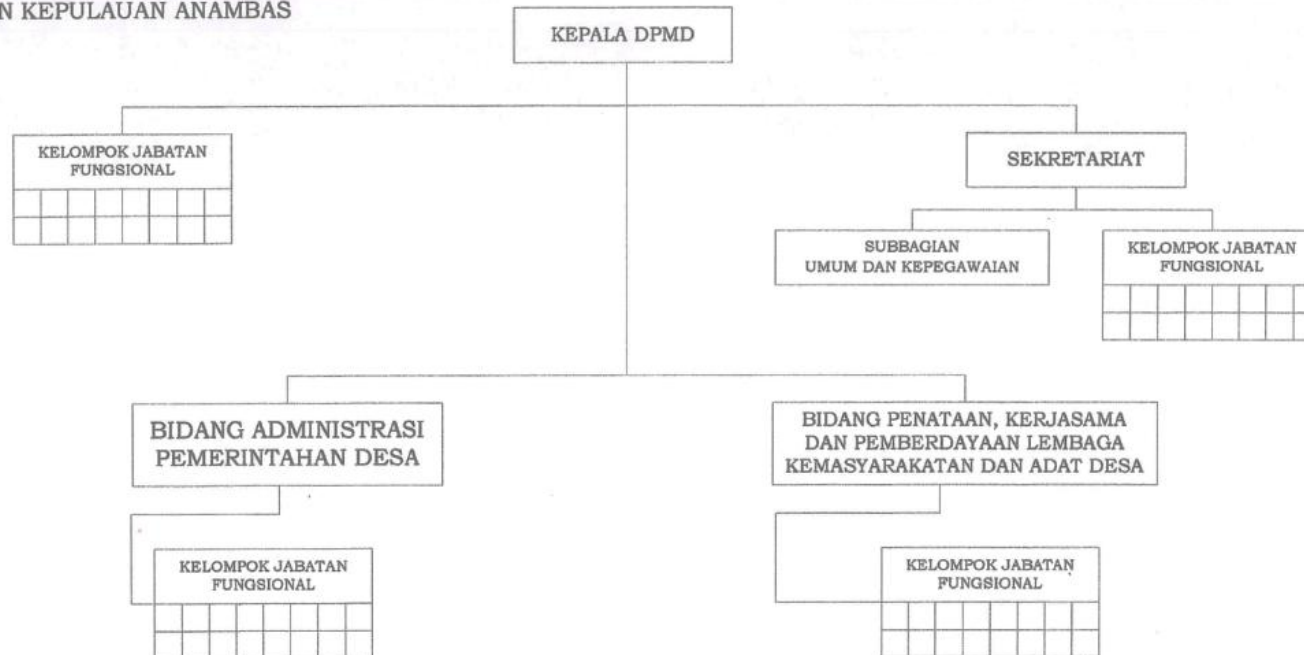 N KEPULAUAN ANAMBAS
KEPALA DPMD
KELOMPOK JABATAN
FUNGSIONAL
SEKRETARIAT
SUBBAGIAN
UMUM DAN KEPEGAWAIAN
KELOMPOK JABATAN
FUNGSIONAL
BIDANG ADMINISTRASI
PEMERINTAHAN DESA
BIDANG PENATAAN, KERJASAMA
DAN PEMBERDAYAAN LEMBAGA
KEMASYARAKATAN DAN ADAT DESA
KELOMPOK JABATAN
FUNGSIONAL
KELOMPOK JABATAN
FUNGSIONAL